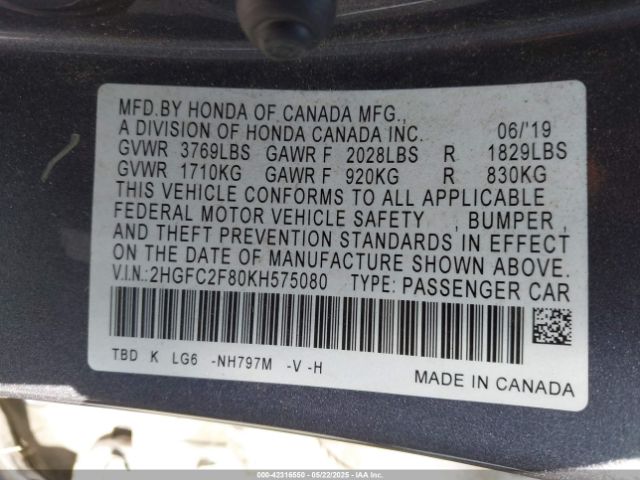 MFD.BY HONDA OF CANADA MFG.,
A DIVISION OF HONDA CANADA INC. 06/'19
GVWR 3769LBS GAWR F 2028LBS R 1829LBS
GVWR 1710KG GAWR F 920KG R 830KG
THIS VEHICLE CONFORMS TO ALL APPLICABLE
FEDERAL MOTOR VEHICLE SAFETY , BUMPER ,
AND THEFT PREVENTION STANDARDS IN EFFECT
ON THE DATE OF MANUFACTURE SHOWN ABOVE.
V.I.N.:2HGFC2F80KH575080 TYPE: PASSENGER CAR
TBD K LG6 -NH797M -V -H
MADE IN CANADA
000-42316550 05/22/2025 - IAAI.COM